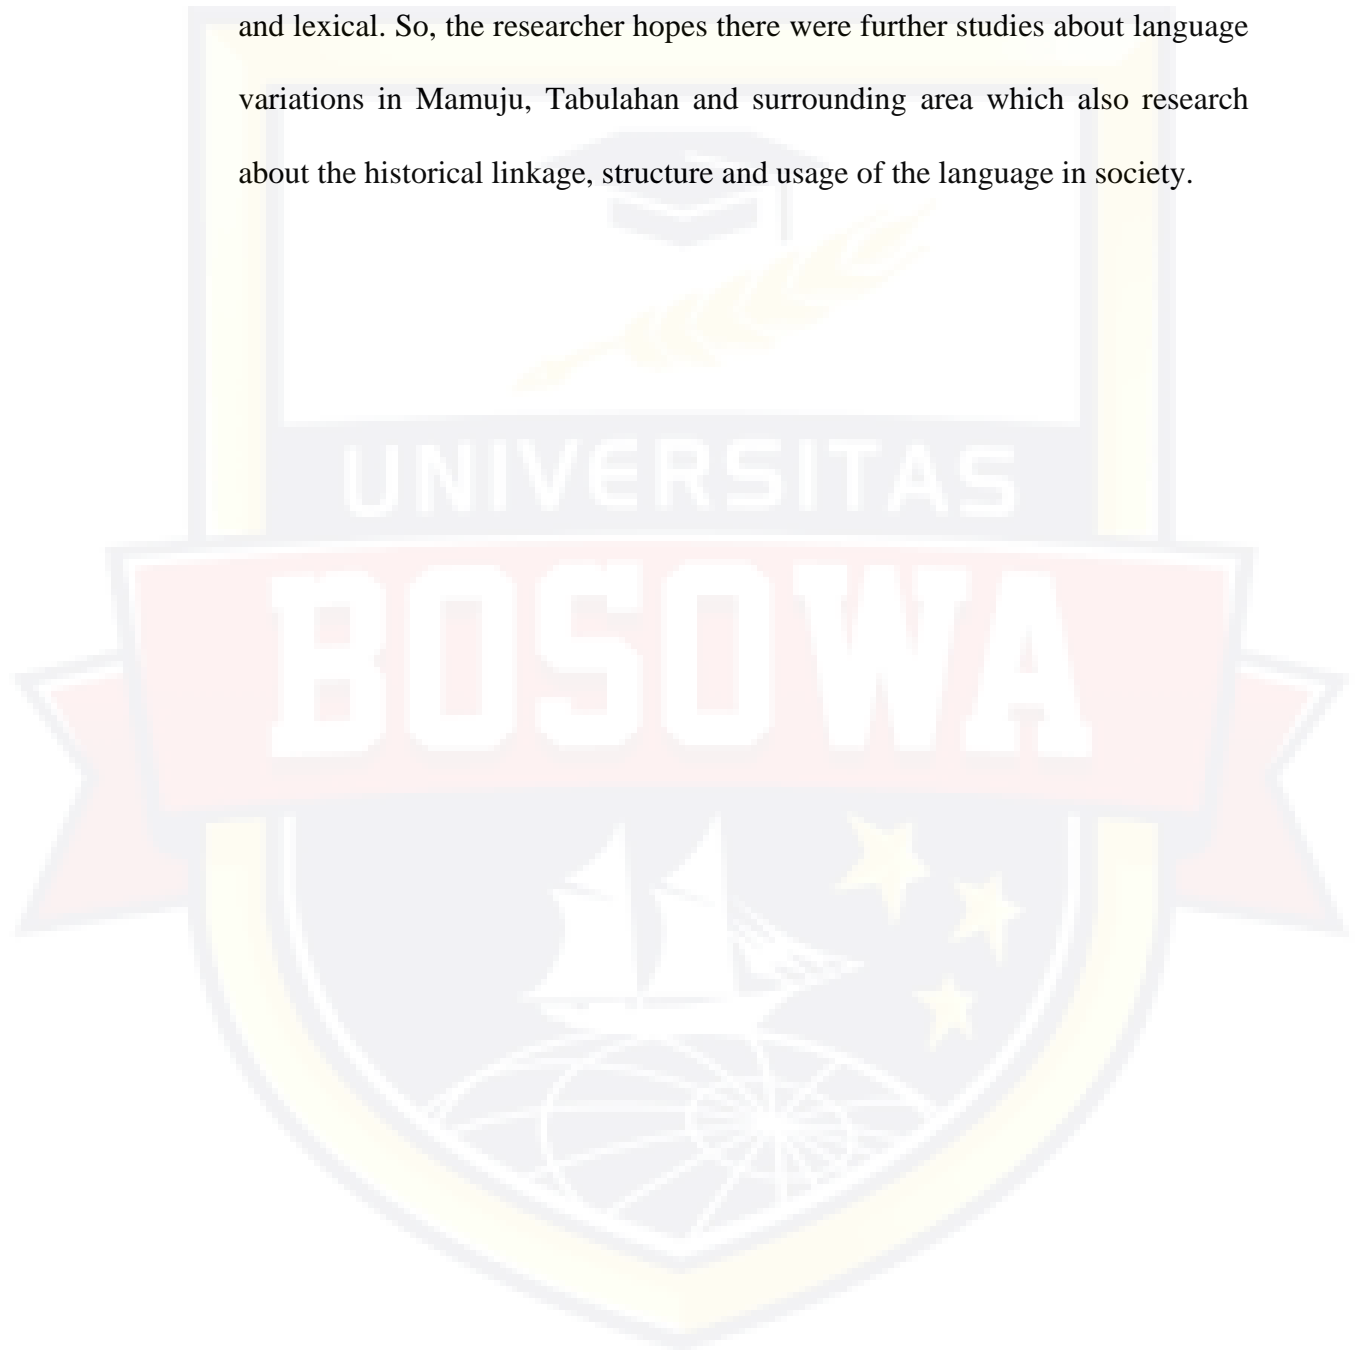 and lexical. So, the researcher hopes there were further studies about language
variations in Mamuju, Tabulahan and surrounding area which also research
about the historical linkage, structure and usage of the language in society.
UNIVERSITAS
BOSOWA